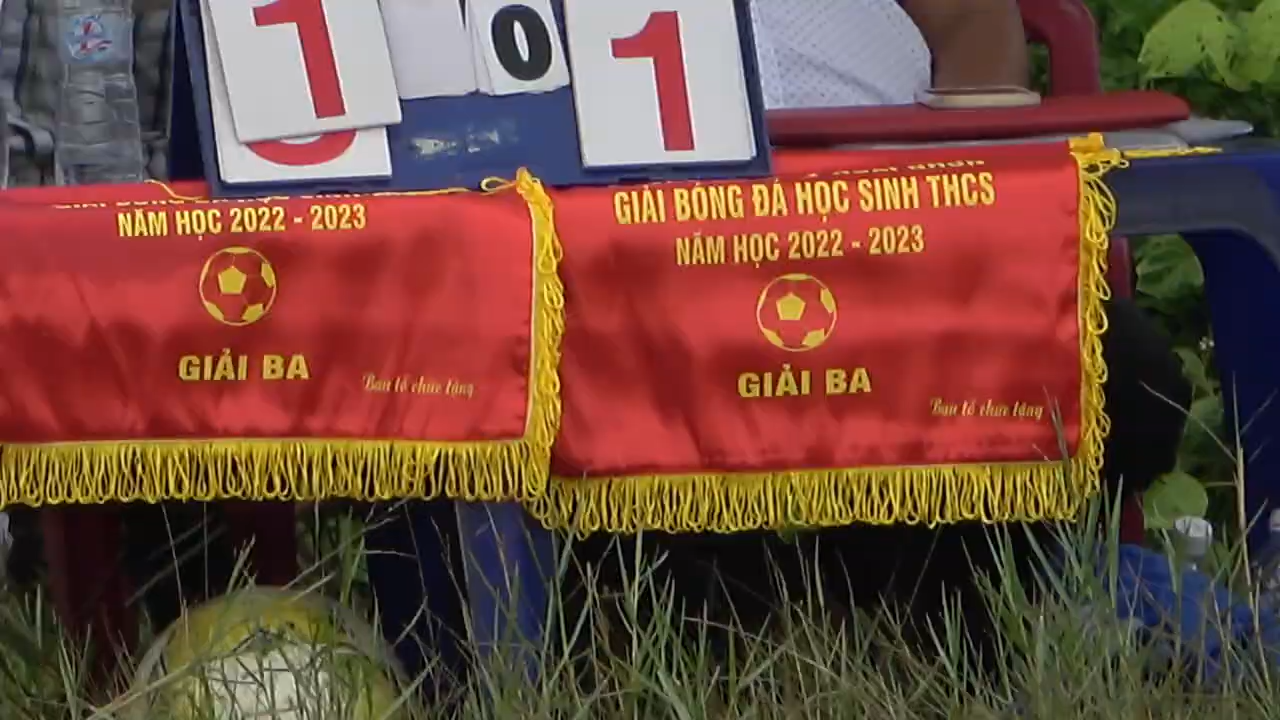 1
0
1
NĂM HỌC 2022 - 2023
GIẢI BA
Ban tổ chức tặng
GIẢI BÓNG ĐÁ HỌC SINH THCS
NĂM HỌC 2022 - 2023
GIẢI BA
Ban tổ chức tặng